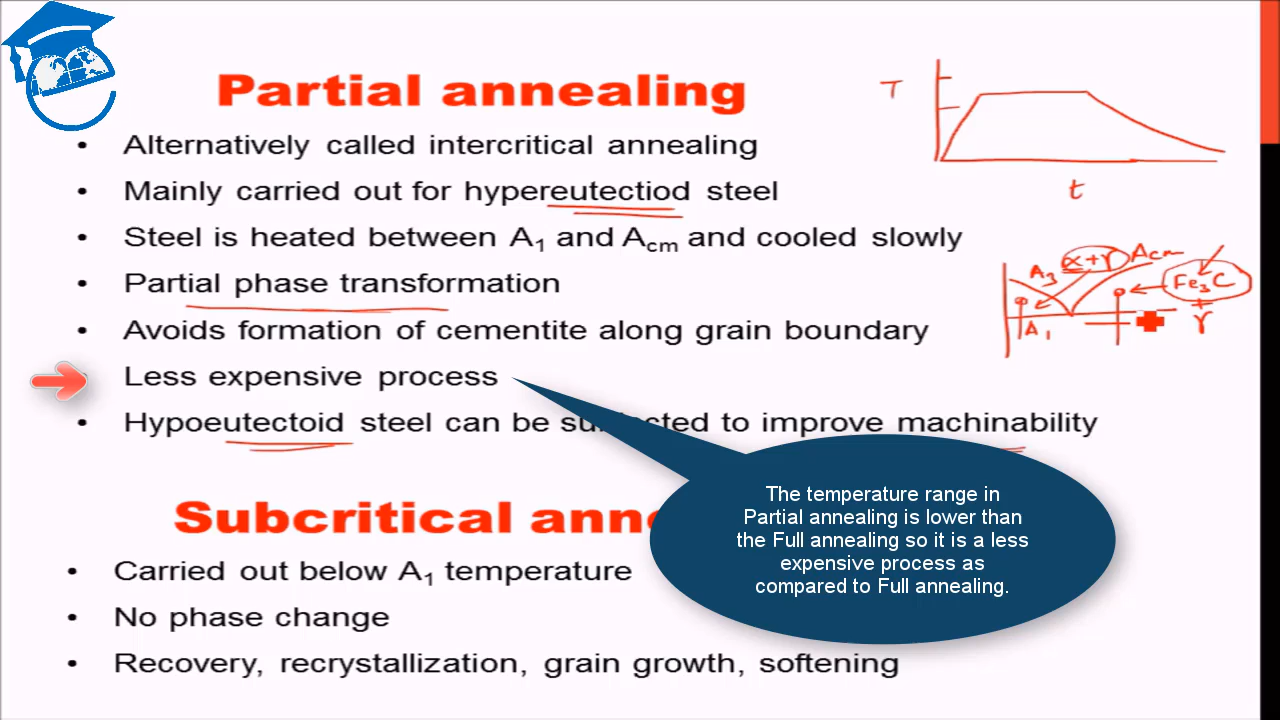 Partial annealing
Alternatively called intercritical annealing
Mainly carried out for hypereutectiod steel
Steel is heated between A1 and Acm and cooled slowly
Partial phase transformation
Avoids formation of cementite along grain boundary
Less expensive process
Hypoeutectoid steel can be su cted to improve machinability
T
t
A3
α+γ
Acm
Fe3C
+
γ
A1
Subcritical anne
Carried out below A1 temperature
No phase change
Recovery, recrystallization, grain growth, softening
The temperature range in
Partial annealing is lower than
the Full annealing so it is a less
expensive process as
compared to Full annealing.